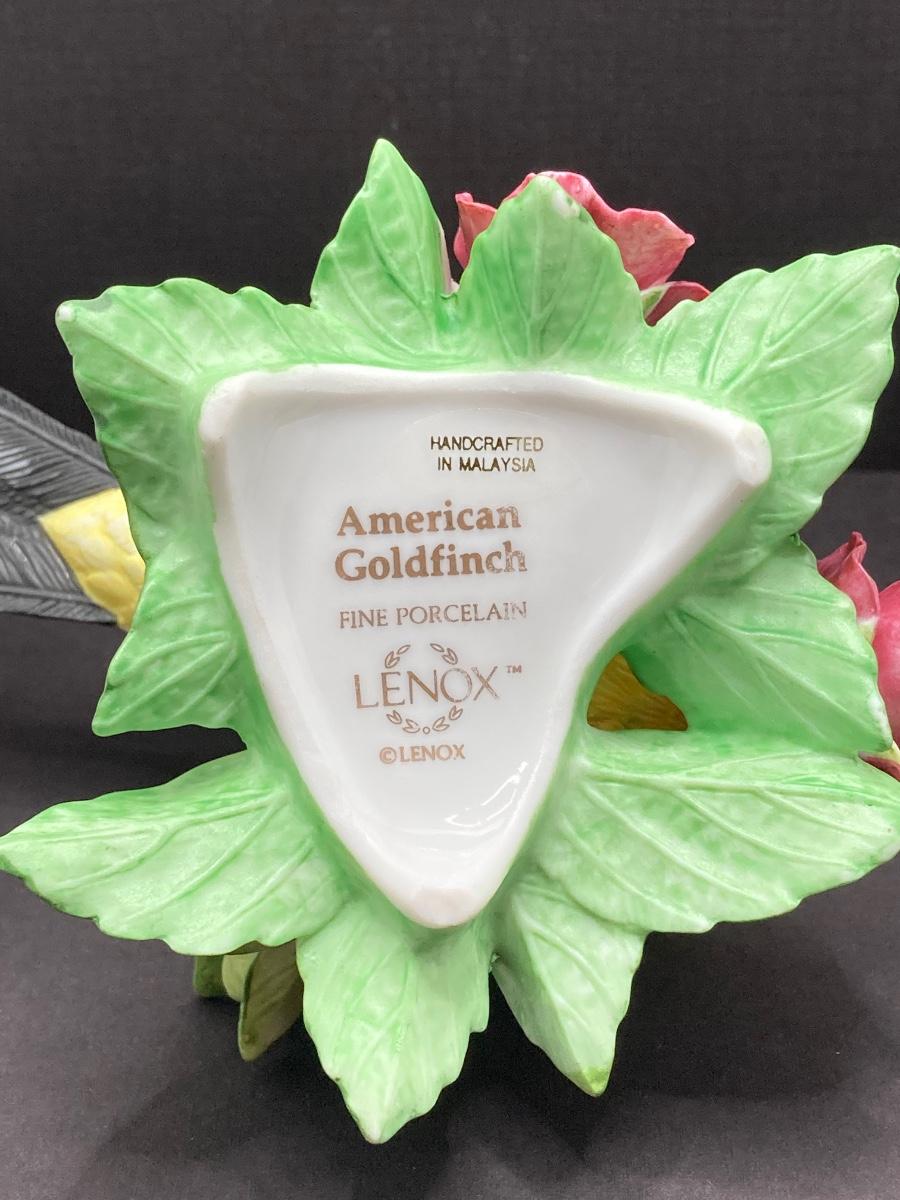 HANDCRAFTED
IN MALAYSIA
American
Goldfinch
FINE PORCELAIN
LENOX™
©LENOX